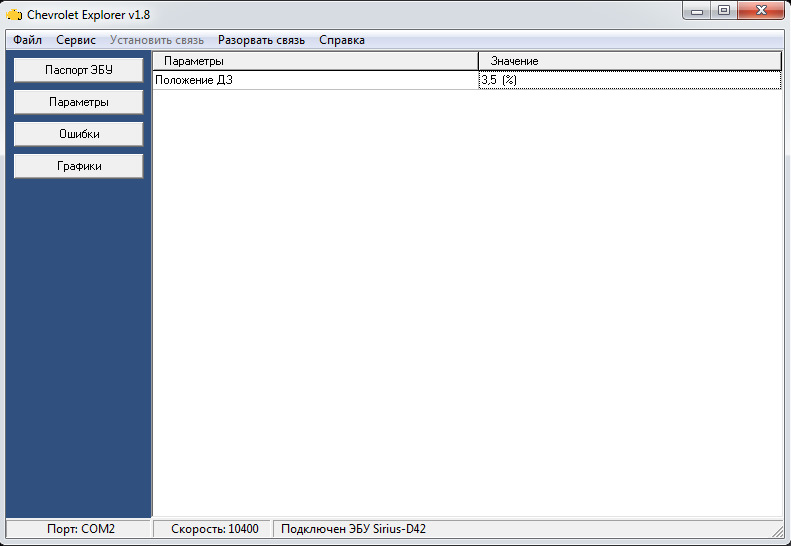 Chevrolet Explorer v1.8
Файл Сервис Установить связь Разорвать связь Справка
Паспорт ЭБУ
Параметры
Ошибки
Графики
Параметры Значение
Положение ДЗ 3,5 (%)
Порт: COM2 Скорость: 10400 Подключен ЭБУ Sirius-D42